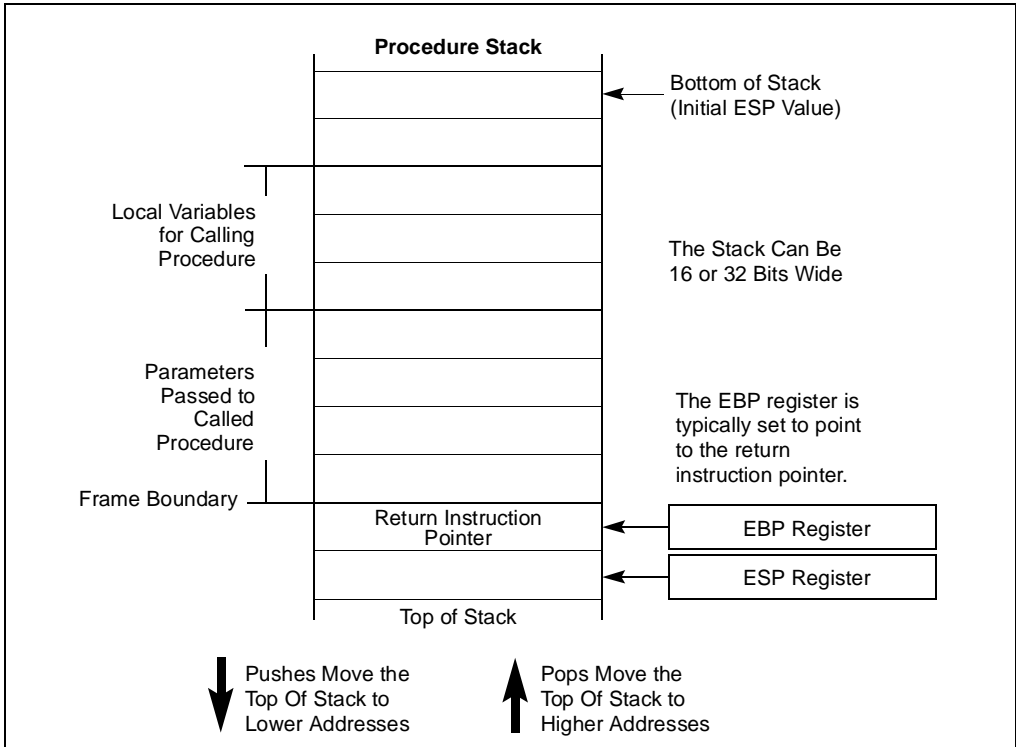 Procedure Stack
Bottom of Stack
(Initial ESP Value)
Local Variables
for Calling
Procedure
The Stack Can Be
16 or 32 Bits Wide
Parameters
Passed to
Called
Procedure
The EBP register is
typically set to point
to the return
instruction pointer.
Frame Boundary
Return Instruction
Pointer
EBP Register
ESP Register
Top of Stack
Pushes Move the
Top Of Stack to
Lower Addresses
Pops Move the
Top Of Stack to
Higher Addresses